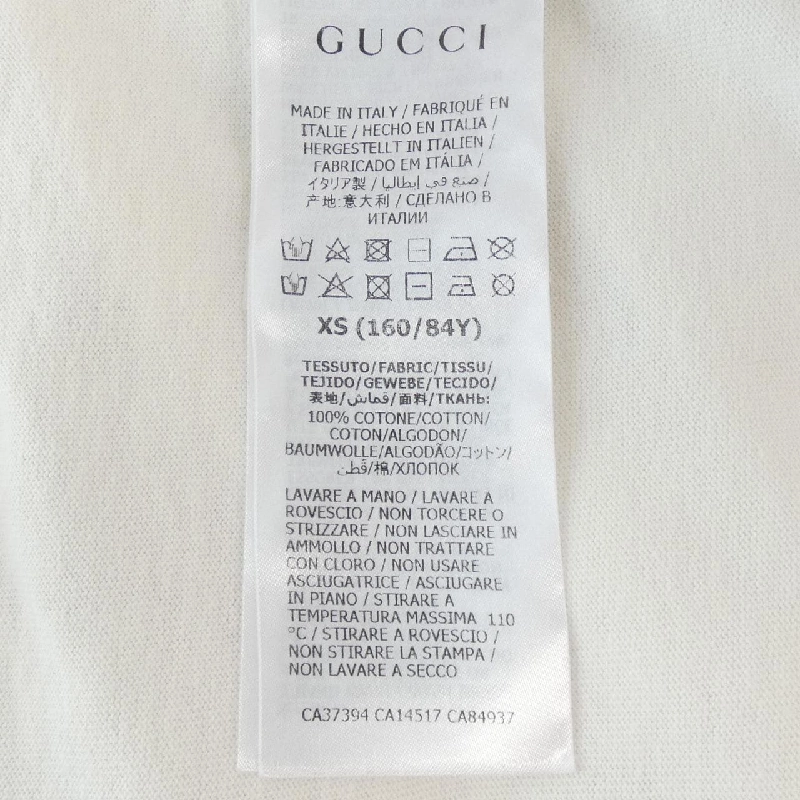 GUCCI
MADE IN ITALY / FABRIQUÉ EN
ITALIE / HECHO EN ITALIA /
HERGESTELLT IN ITALIEN /
FABRICADO EM ITÁLIA /
イタリア製 / صنع في إيطاليا /
产地:意大利 / СДЕЛАНО В
ИТАЛИИ
XS (160/84Y)
TESSUTO/FABRIC/TISSU/
TEJIDO/GEWEBE/TECIDO/
表地/قماش/面料/ТКАНЬ:
100% COTONE/COTTON/
COTON/ALGODON/
BAUMWOLLE/ALGODÃO/コットン/
قطن/棉/ХЛОПОК
LAVARE A MANO / LAVARE A
ROVESCIO / NON TORCERE O
STRIZZARE / NON LASCIARE IN
AMMOLLO / NON TRATTARE
CON CLORO / NON USARE
ASCIUGATRICE / ASCIUGARE
IN PIANO / STIRARE A
TEMPERATURA MASSIMA 110
°C / STIRARE A ROVESCIO /
NON STIRARE LA STAMPA /
NON LAVARE A SECCO
CA37394 CA14517 CA84937